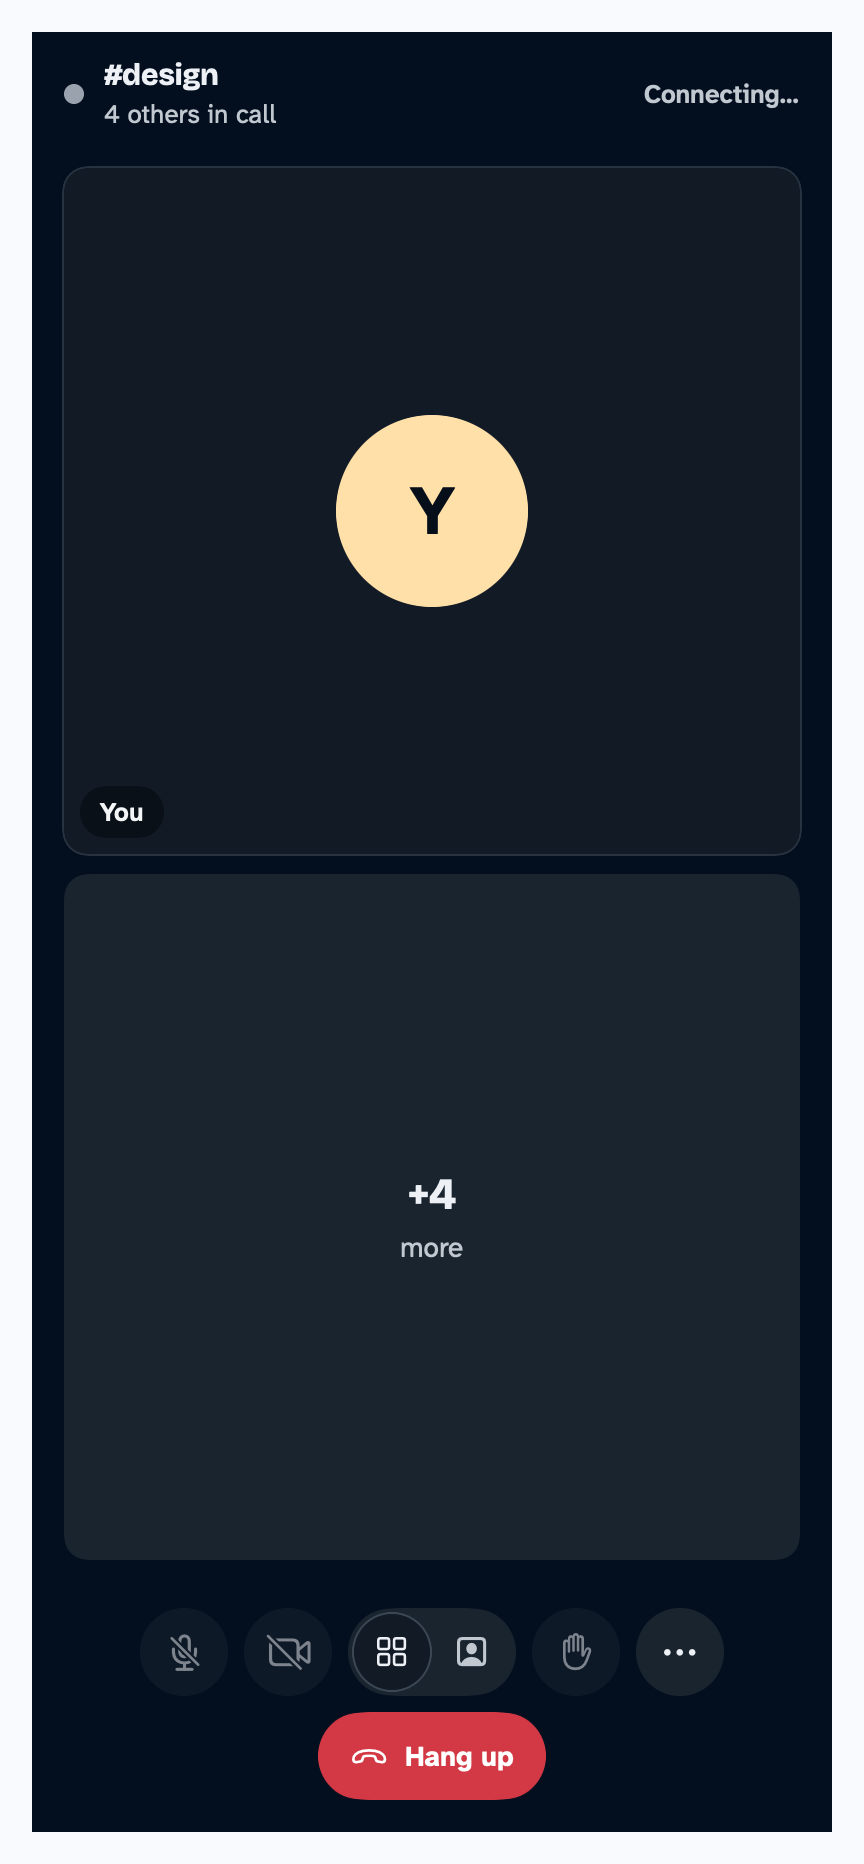 #design
4 others in call
Connecting...
Y
You
+4
more
Hang up